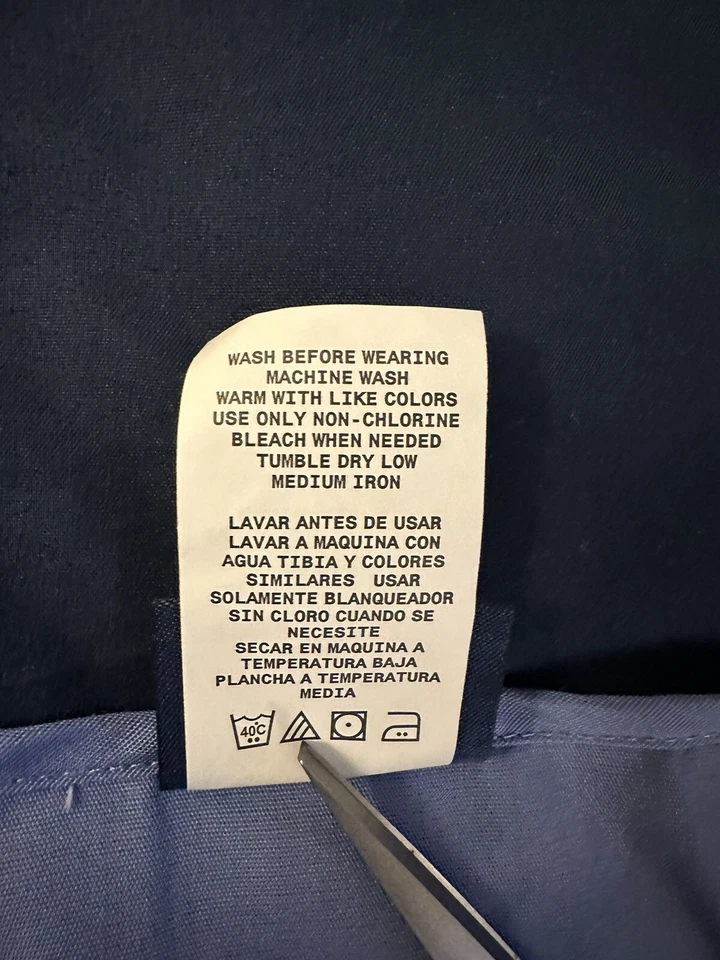 WASH BEFORE WEARING
MACHINE WASH
WARM WITH LIKE COLORS
USE ONLY NON-CHLORINE
BLEACH WHEN NEEDED
TUMBLE DRY LOW
MEDIUM IRON
LAVAR ANTES DE USAR
LAVAR A MAQUINA CON
AGUA TIBIA Y COLORES
SIMILARES USAR
SOLAMENTE BLANQUEADOR
SIN CLORO CUANDO SE
NECESITE
SECAR EN MAQUINA A
TEMPERATURA BAJA
PLANCHA A TEMPERATURA
MEDIA
40C